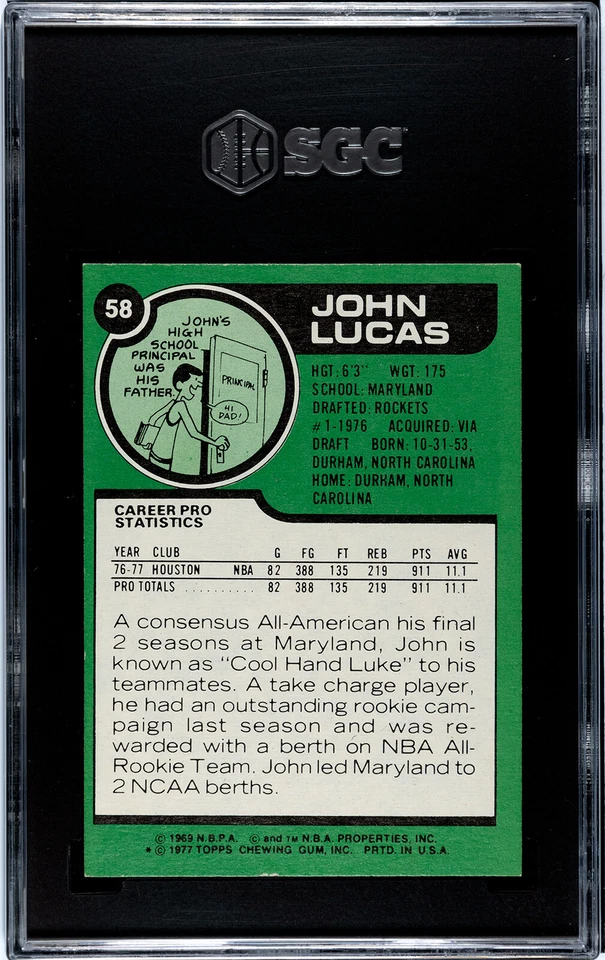 SGC
58
JOHN'S
HIGH
SCHOOL
PRINCIPAL
WAS
HIS
FATHER.
PRINCIPAL
HI
DAD!
JOHN
LUCAS
HGT: 6'3" WGT: 175
SCHOOL: MARYLAND
DRAFTED: ROCKETS
#1-1976 ACQUIRED: VIA
DRAFT BORN: 10-31-53,
DURHAM, NORTH CAROLINA
HOME: DURHAM, NORTH
CAROLINA
CAREER PRO
STATISTICS
YEAR CLUB G FG FT REB PTS AVG
76-77 HOUSTON NBA 82 388 135 219 911 11.1
PRO TOTALS .......... 82 388 135 219 911 11.1
A consensus All-American his final
2 seasons at Maryland, John is
known as "Cool Hand Luke" to his
teammates. A take charge player,
he had an outstanding rookie cam-
paign last season and was re-
warded with a berth on NBA All-
Rookie Team. John led Maryland to
2 NCAA berths.
© 1969 N.B.P.A. © and TM N.B.A. PROPERTIES, INC.
* © 1977 TOPPS CHEWING GUM, INC. PRTD. IN U.S.A.